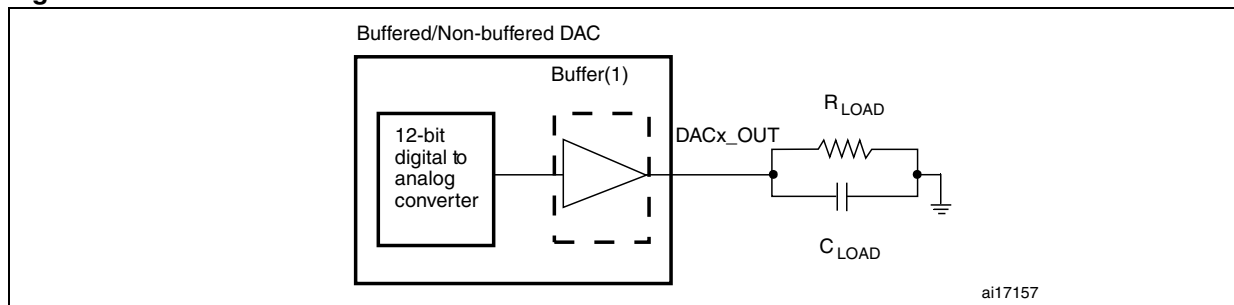 Buffered/Non-buffered DAC
Buffer(1)
12-bit
digital to
analog
converter
DACx_OUT
R LOAD
C LOAD
ai17157